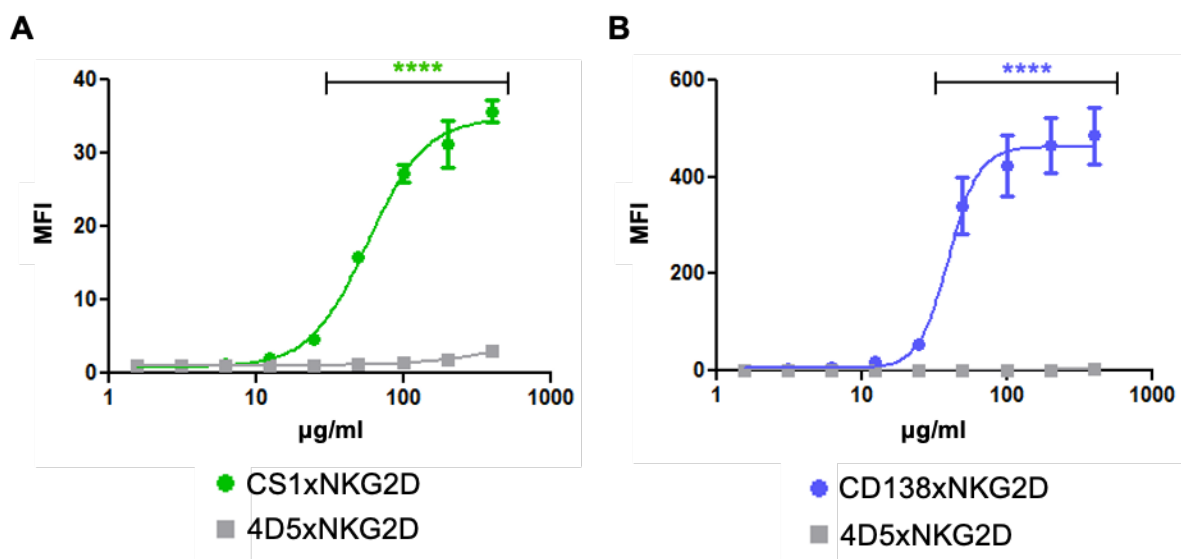 A
B
****
****
40
30
20
10
0
MFI
1
10
100
1000
µg/ml
600
400
200
0
MFI
1
10
100
1000
µg/ml
CS1xNKG2D
4D5xNKG2D
CD138xNKG2D
4D5xNKG2D